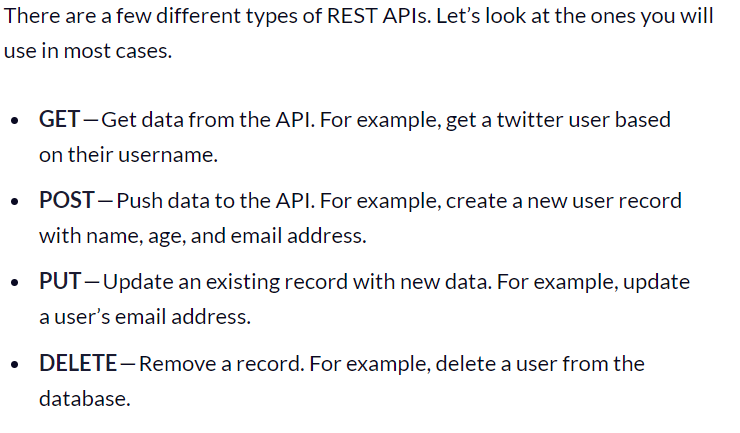 There are a few different types of REST APIs. Let’s look at the ones you will
use in most cases.
• GET—Get data from the API. For example, get a twitter user based
on their username.
• POST—Push data to the API. For example, create a new user record
with name, age, and email address.
• PUT—Update an existing record with new data. For example, update
a user’s email address.
• DELETE—Remove a record. For example, delete a user from the
database.